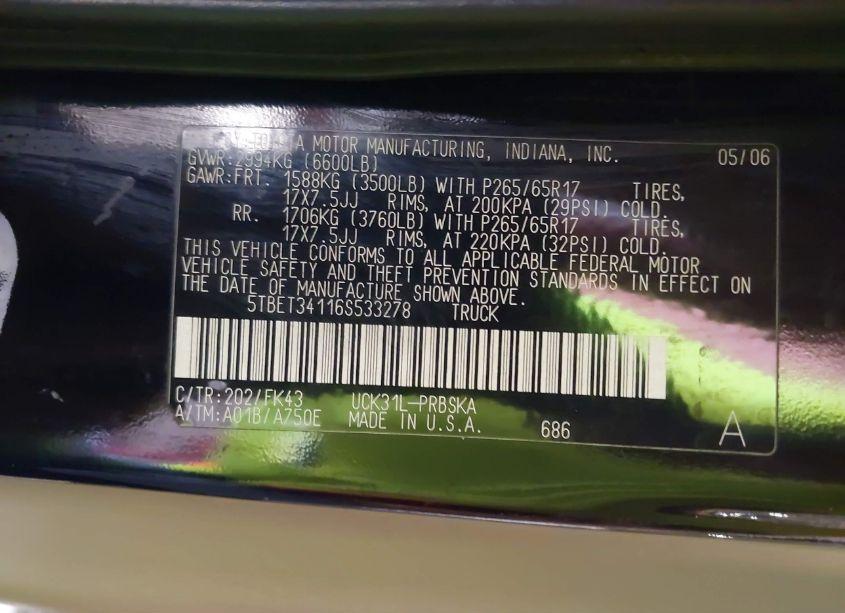 TOYOTA MOTOR MANUFACTURING, INDIANA, INC. 05/06
GVWR:2994KG (6600LB)
GAWR:FRT. 1588KG (3500LB) WITH P265/65R17 TIRES,
17X7.5JJ RIMS, AT 200KPA (29PSI) COLD.
RR. 1706KG (3760LB) WITH P265/65R17 TIRES,
17X7.5JJ RIMS, AT 220KPA (32PSI) COLD.
THIS VEHICLE CONFORMS TO ALL APPLICABLE FEDERAL MOTOR
VEHICLE SAFETY AND THEFT PREVENTION STANDARDS IN EFFECT ON
THE DATE OF MANUFACTURE SHOWN ABOVE.
5TBET34116S533278 TRUCK
C/TR:202/FK43 UCK31L-PRBSKA
A/TM:A01B/A750E MADE IN U.S.A. 686 A